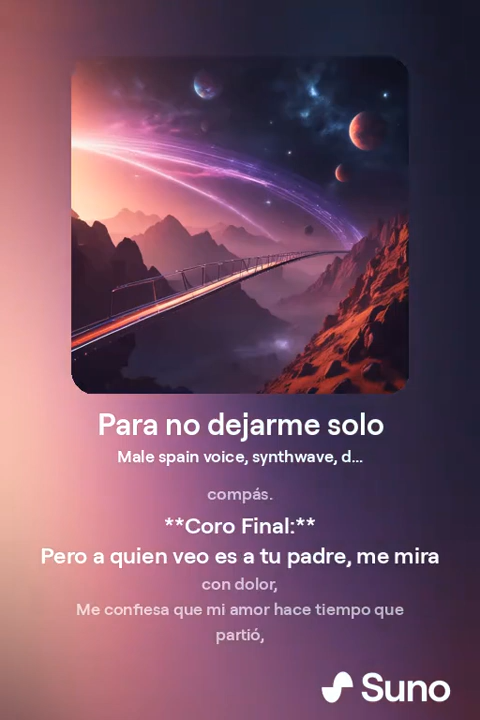 Para no dejarme solo
Male spain voice, synthwave, d...
compás.
**Coro Final:**
Pero a quien veo es a tu padre, me mira
con dolor,
Me confiesa que mi amor hace tiempo que
partió,
Suno